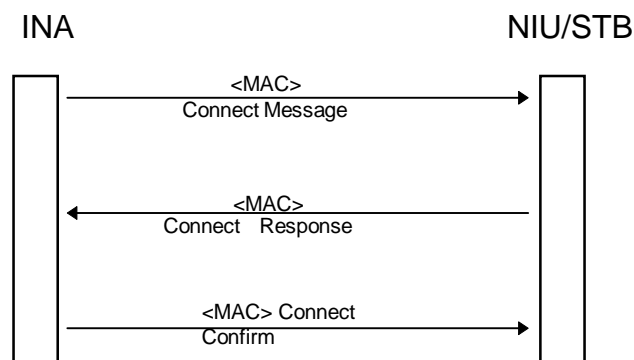 INA NIU/STB
<MAC>
Connect Message
<MAC>
Connect Response
<MAC> Connect
Confirm